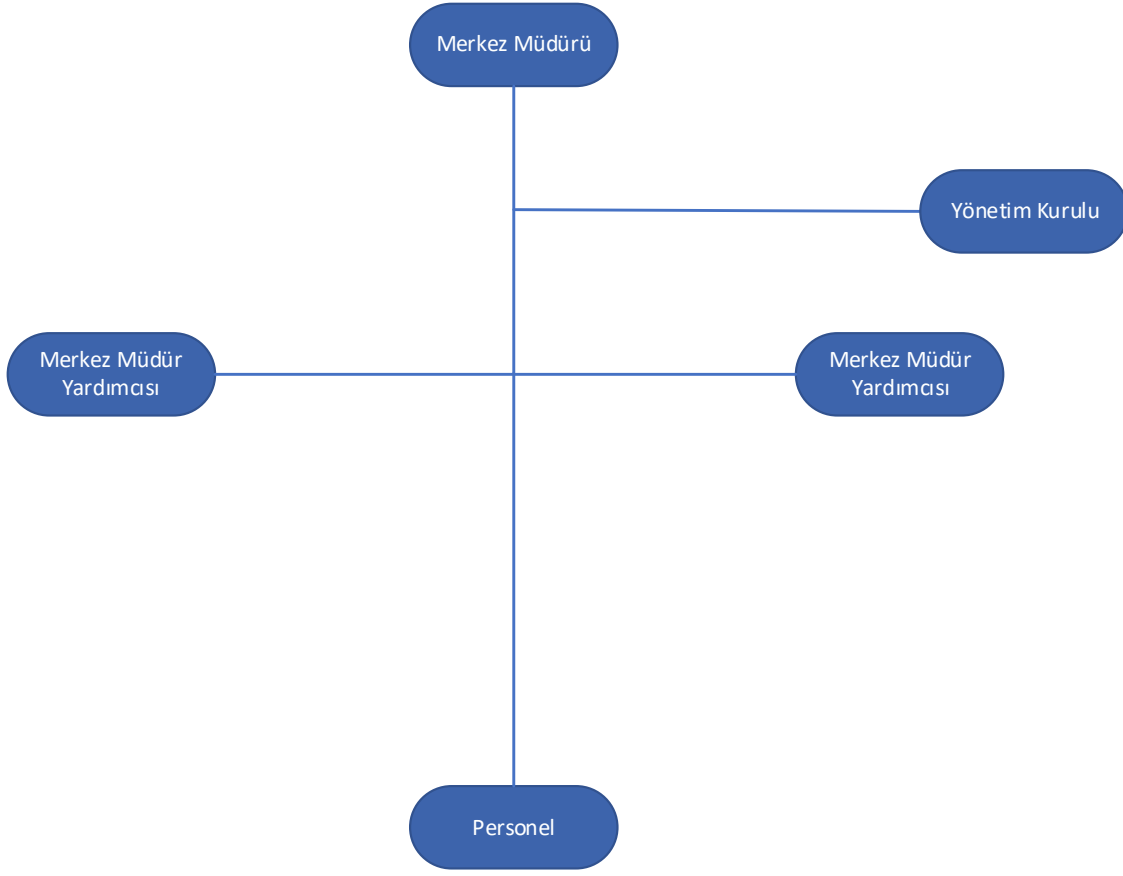 Merkez Müdürü
Yönetim Kurulu
Merkez Müdür
Yardımcısı
Merkez Müdür
Yardımcısı
Personel